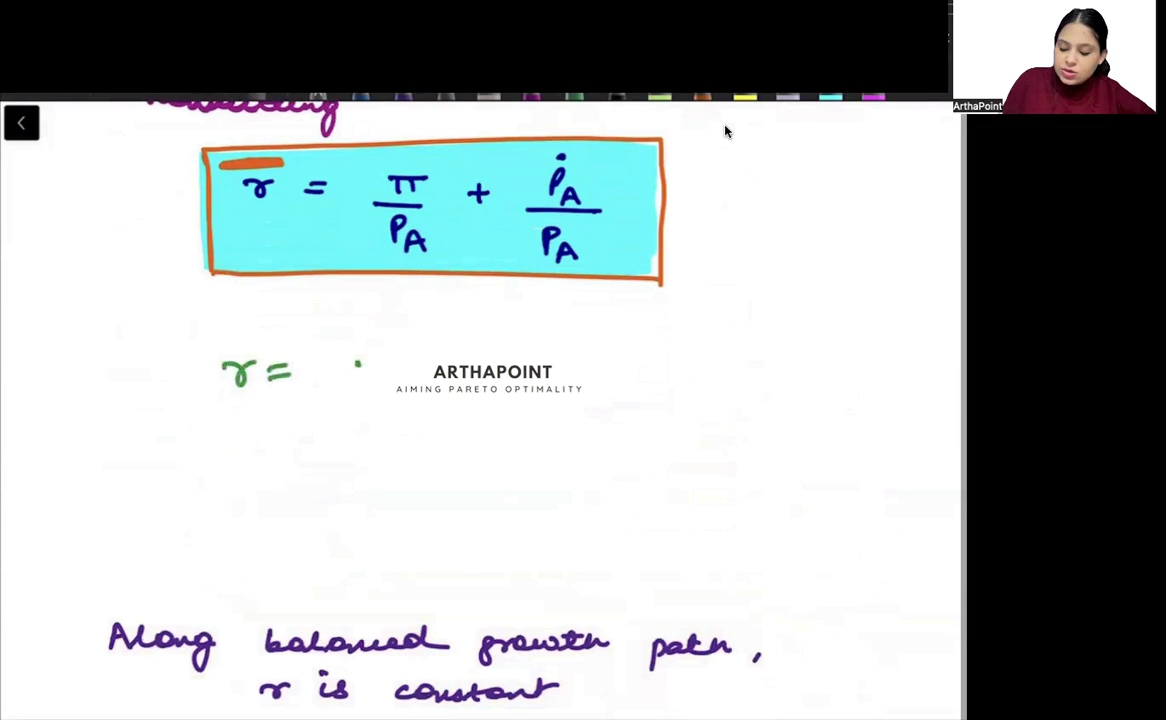 ArthaPoint
r = π/P_A + Ṗ_A/P_A
r =
ARTHAPOINT
AIMING PARETO OPTIMALITY
Along balanced growth path,
r is constant